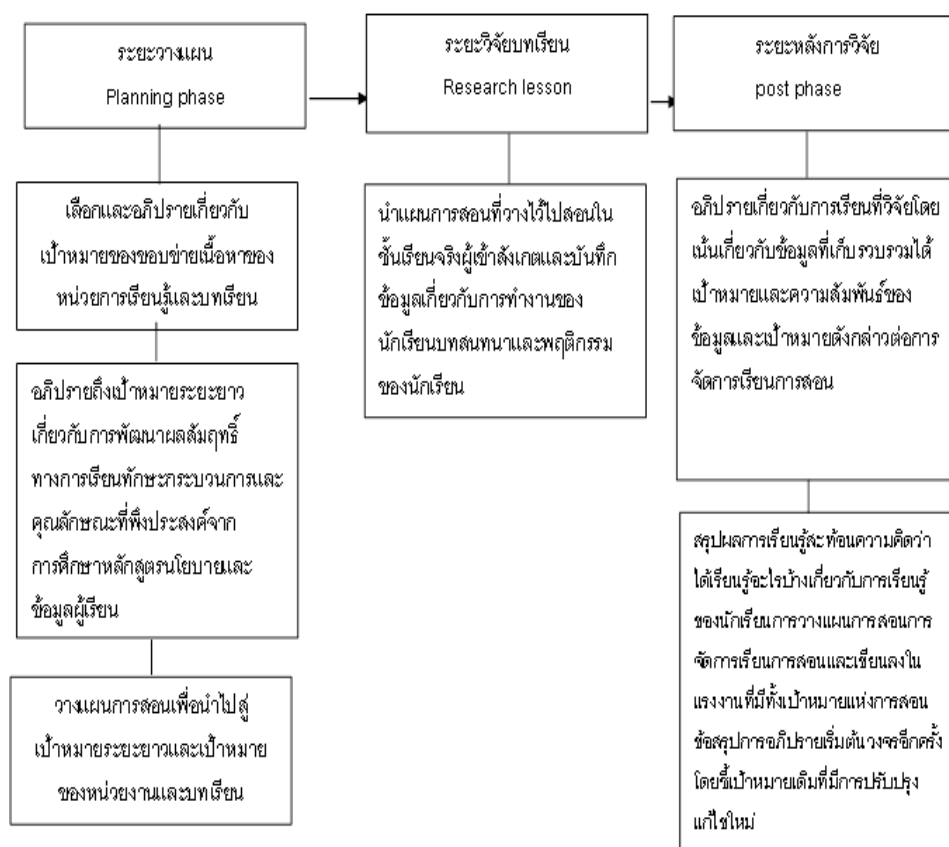 ระยะวางแผน
Planning phase
ระยะวิจัยบทเรียน
Research lesson
ระยะหลังการวิจัย
post phase
เลือกและอภิปรายเกี่ยวกับ
เป้าหมายของขอบข่ายเนื้อหาของ
หน่วยการเรียนรู้และบทเรียน
อภิปรายถึงเป้าหมายระยะยาว
เกี่ยวกับการพัฒนาผลสัมฤทธิ์
ทางการเรียนทักษะกระบวนการและ
คุณลักษณะที่พึงประสงค์จาก
การศึกษาหลักสูตรนโยบายและ
ข้อมูลผู้เรียน
วางแผนการสอนเพื่อนำไปสู่
เป้าหมายระยะยาวและเป้าหมาย
ของหน่วยงานและบทเรียน
นำแผนการสอนที่วางไว้ไปสอนใน
ชั้นเรียนจริงผู้เข้าสังเกตและบันทึก
ข้อมูลเกี่ยวกับการทำงานของ
นักเรียนบทสนทนาและพฤติกรรม
ของนักเรียน
อภิปรายเกี่ยวกับการเรียนที่วิจัยโดย
เน้นเกี่ยวกับข้อมูลที่เก็บรวบรวมได้
เป้าหมายและความสัมพันธ์ของ
ข้อมูลและเป้าหมายดังกล่าวต่อการ
จัดการเรียนการสอน
สรุปผลการเรียนรู้สะท้อนความคิดว่า
ได้เรียนรู้อะไรบ้างเกี่ยวกับการเรียนรู้
ของนักเรียนการวางแผนการสอนการ
จัดการเรียนการสอนและเขียนลงใน
แรงงานที่มีทั้งเป้าหมายแห่งการสอน
ข้อสรุปการอภิปรายเริ่มต้นวงจรอีกครั้ง
โดยชี้เป้าหมายเดิมที่มีการปรับปรุง
แก้ไขใหม่